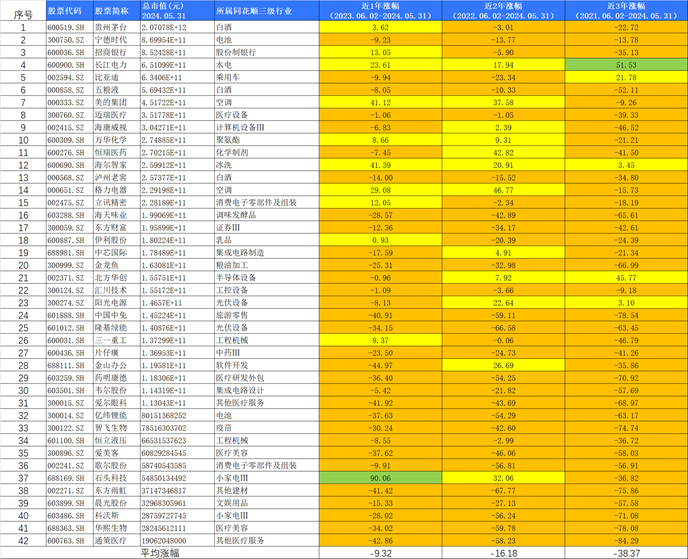 序号 股票代码 股票简称 总市值(元) 2024.05.31 所属同花顺三级行业 近1年涨幅 (2023.06.02-2024.05.31) 近2年涨幅 (2022.06.02-2024.05.31) 近3年涨幅 (2021.06.02-2024.05.31)
1 600519.SH 贵州茅台 2.07078E+12 白酒 3.62 -3.01 -22.72
2 300750.SZ 宁德时代 8.69954E+11 电池 -9.23 -13.77 -13.78
3 600036.SH 招商银行 8.52428E+11 股份制银行 13.05 -5.90 -35.13
4 600900.SH 长江电力 6.51079E+11 水电 23.61 17.94 51.53
5 002594.SZ 比亚迪 6.3406E+11 乘用车 -9.94 -23.34 21.78
6 000858.SZ 五粮液 5.69432E+11 白酒 -8.05 -10.33 -52.11
7 000333.SZ 美的集团 4.51722E+11 空调 41.12 37.58 -9.26
8 300760.SZ 迈瑞医疗 3.51778E+11 医疗设备 -1.06 -1.05 -39.33
9 002415.SZ 海康威视 3.04271E+11 计算机设备Ⅲ -6.83 2.39 -46.52
10 600309.SH 万华化学 2.74885E+11 聚氨酯 8.66 9.31 -21.21
11 600276.SH 恒瑞医药 2.70215E+11 化学制剂 -7.45 42.82 -41.50
12 600690.SH 海尔智家 2.59912E+11 冰洗 41.39 20.91 3.45
13 000568.SZ 泸州老窖 2.57377E+11 白酒 -14.00 -15.52 -34.80
14 000651.SZ 格力电器 2.29198E+11 空调 29.08 46.77 -15.73
15 002475.SZ 立讯精密 2.28189E+11 消费电子零部件及组装 12.05 -2.34 -18.19
16 603288.SH 海天味业 1.99069E+11 调味发酵品 -28.57 -42.89 -65.61
17 300059.SZ 东方财富 1.95899E+11 证券Ⅲ -12.36 -34.17 -42.61
18 600887.SH 伊利股份 1.80224E+11 乳品 0.93 -20.39 -24.39
19 688981.SH 中芯国际 1.78489E+11 集成电路制造 -17.59 4.91 -21.34
20 300999.SZ 金龙鱼 1.63081E+11 粮油加工 -25.31 -32.98 -66.99
21 002371.SZ 北方华创 1.55751E+11 半导体设备 -0.96 7.92 45.77
22 300124.SZ 汇川技术 1.55172E+11 工控设备 -1.09 -3.66 -9.18
23 300274.SZ 阳光电源 1.4657E+11 光伏设备 -8.13 22.64 3.10
24 601888.SH 中国中免 1.45224E+11 旅游零售 -40.91 -59.11 -78.54
25 601012.SH 隆基绿能 1.40876E+11 光伏设备 -34.15 -66.58 -63.45
26 600031.SH 三一重工 1.37299E+11 工程机械 8.37 -0.06 -46.79
27 600436.SH 片仔癀 1.36953E+11 中药Ⅲ -23.50 -24.73 -41.26
28 688111.SH 金山办公 1.19581E+11 软件开发 -44.97 26.69 -35.86
29 603259.SH 药明康德 1.18306E+11 医疗研发外包 -36.40 -54.25 -70.92
30 603501.SH 韦尔股份 1.14319E+11 集成电路设计 -5.42 -21.82 -57.69
31 300015.SZ 爱尔眼科 1.13043E+11 其他医疗服务 -41.92 -43.69 -68.97
32 300014.SZ 亿纬锂能 80151368252 电池 -37.63 -54.29 -63.17
33 300122.SZ 智飞生物 78516303702 疫苗 -30.24 -42.60 -74.74
34 601100.SH 恒立液压 66531537623 工程机械 -8.55 -2.99 -36.72
35 300896.SZ 爱美客 60829284545 医疗美容 -37.62 -46.06 -58.03
36 002241.SZ 歌尔股份 58740543585 消费电子零部件及组装 -9.91 -56.81 -56.91
37 688169.SH 石头科技 54850134492 小家电Ⅲ 90.06 32.06 -36.82
38 002271.SZ 东方雨虹 37147346817 其他建材 -41.42 -67.77 -75.86
39 603899.SH 晨光股份 32968305961 文娱用品 -15.33 -27.13 -57.58
40 603486.SH 科沃斯 28759727745 小家电Ⅲ -28.02 -56.24 -71.08
41 688363.SH 华熙生物 28245612111 医疗美容 -34.02 -59.78 -78.08
42 600763.SH 通策医疗 19062048000 其他医疗服务 -42.86 -58.23 -84.29
平均涨幅 -9.32 -16.18 -38.37